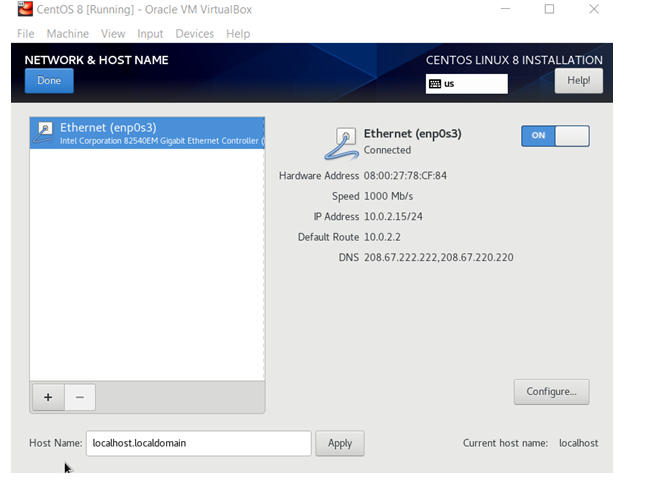 CentOS 8 [Running] - Oracle VM VirtualBox
File Machine View Input Devices Help
NETWORK & HOST NAME
CENTOS LINUX 8 INSTALLATION
Done
us
Help!
Ethernet (enp0s3)
Intel Corporation 82540EM Gigabit Ethernet Controller (
Ethernet (enp0s3)
Connected
ON
Hardware Address 08:00:27:78:CF:84
Speed 1000 Mb/s
IP Address 10.0.2.15/24
Default Route 10.0.2.2
DNS 208.67.222.222,208.67.220.220
+ −
Configure...
Host Name: localhost.localdomain Apply Current host name: localhost